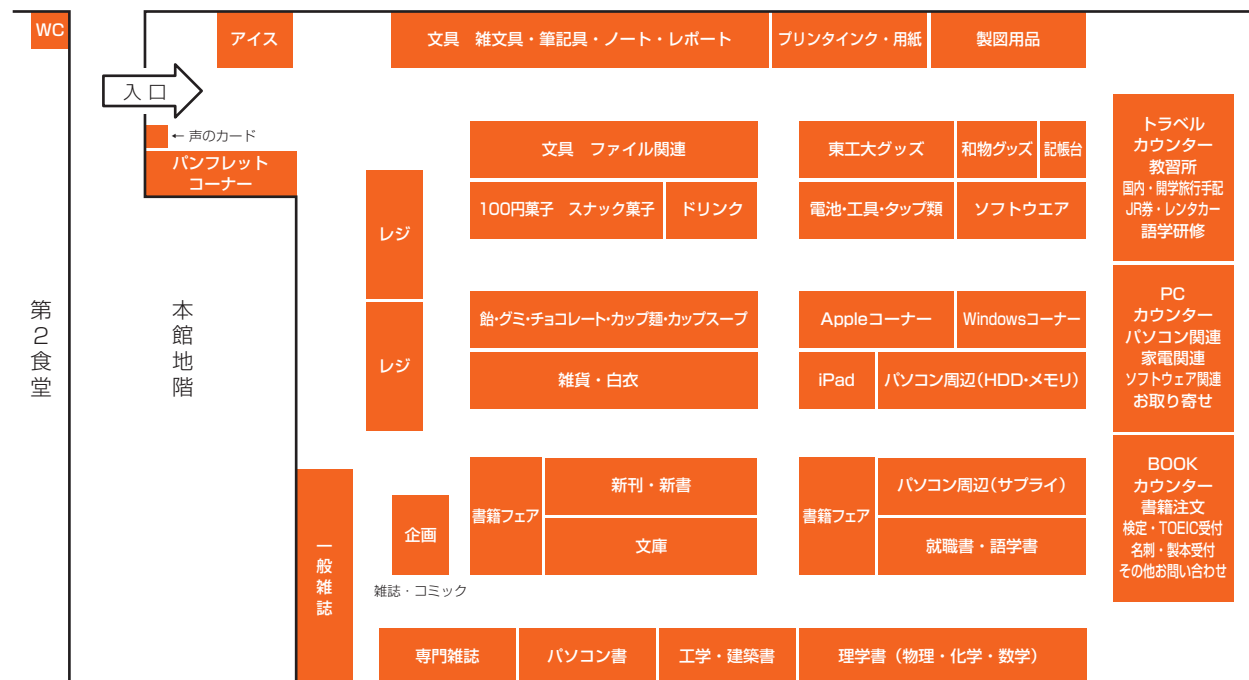 WC
アイス
文具　雑文具・筆記具・ノート・レポート
プリンタインク・用紙
製図用品
入口
← 声のカード
パンフレット
コーナー
文具　ファイル関連
東工大グッズ
和物グッズ
記帳台
100円菓子　スナック菓子
ドリンク
電池・工具・タップ類
ソフトウエア
トラベル
カウンター
教習所
国内・開学旅行手配
JR券・レンタカー
語学研修
レジ
レジ
第2食堂
本館地階
飴・グミ・チョコレート・カップ麺・カップスープ
Appleコーナー
Windowsコーナー
雑貨・白衣
iPad
パソコン周辺（HDD・メモリ）
PC
カウンター
パソコン関連
家電関連
ソフトウェア関連
お取り寄せ
一般雑誌
企画
雑誌・コミック
書籍フェア
新刊・新書
文庫
書籍フェア
パソコン周辺（サプライ）
就職書・語学書
BOOK
カウンター
書籍注文
検定・TOEIC受付
名刺・製本受付
その他お問い合わせ
専門雑誌
パソコン書
工学・建築書
理学書（物理・化学・数学）